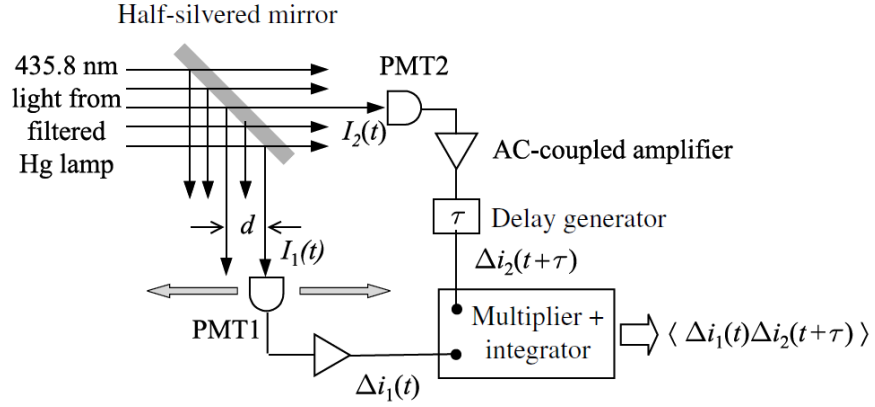 Half-silvered mirror
435.8 nm
light from
filtered
Hg lamp
PMT2
I₂(t)
AC-coupled amplifier
τ
Delay generator
d
I₁(t)
Δi₂(t+τ)
PMT1
Multiplier +
integrator
⟨ Δi₁(t)Δi₂(t+τ) ⟩
Δi₁(t)